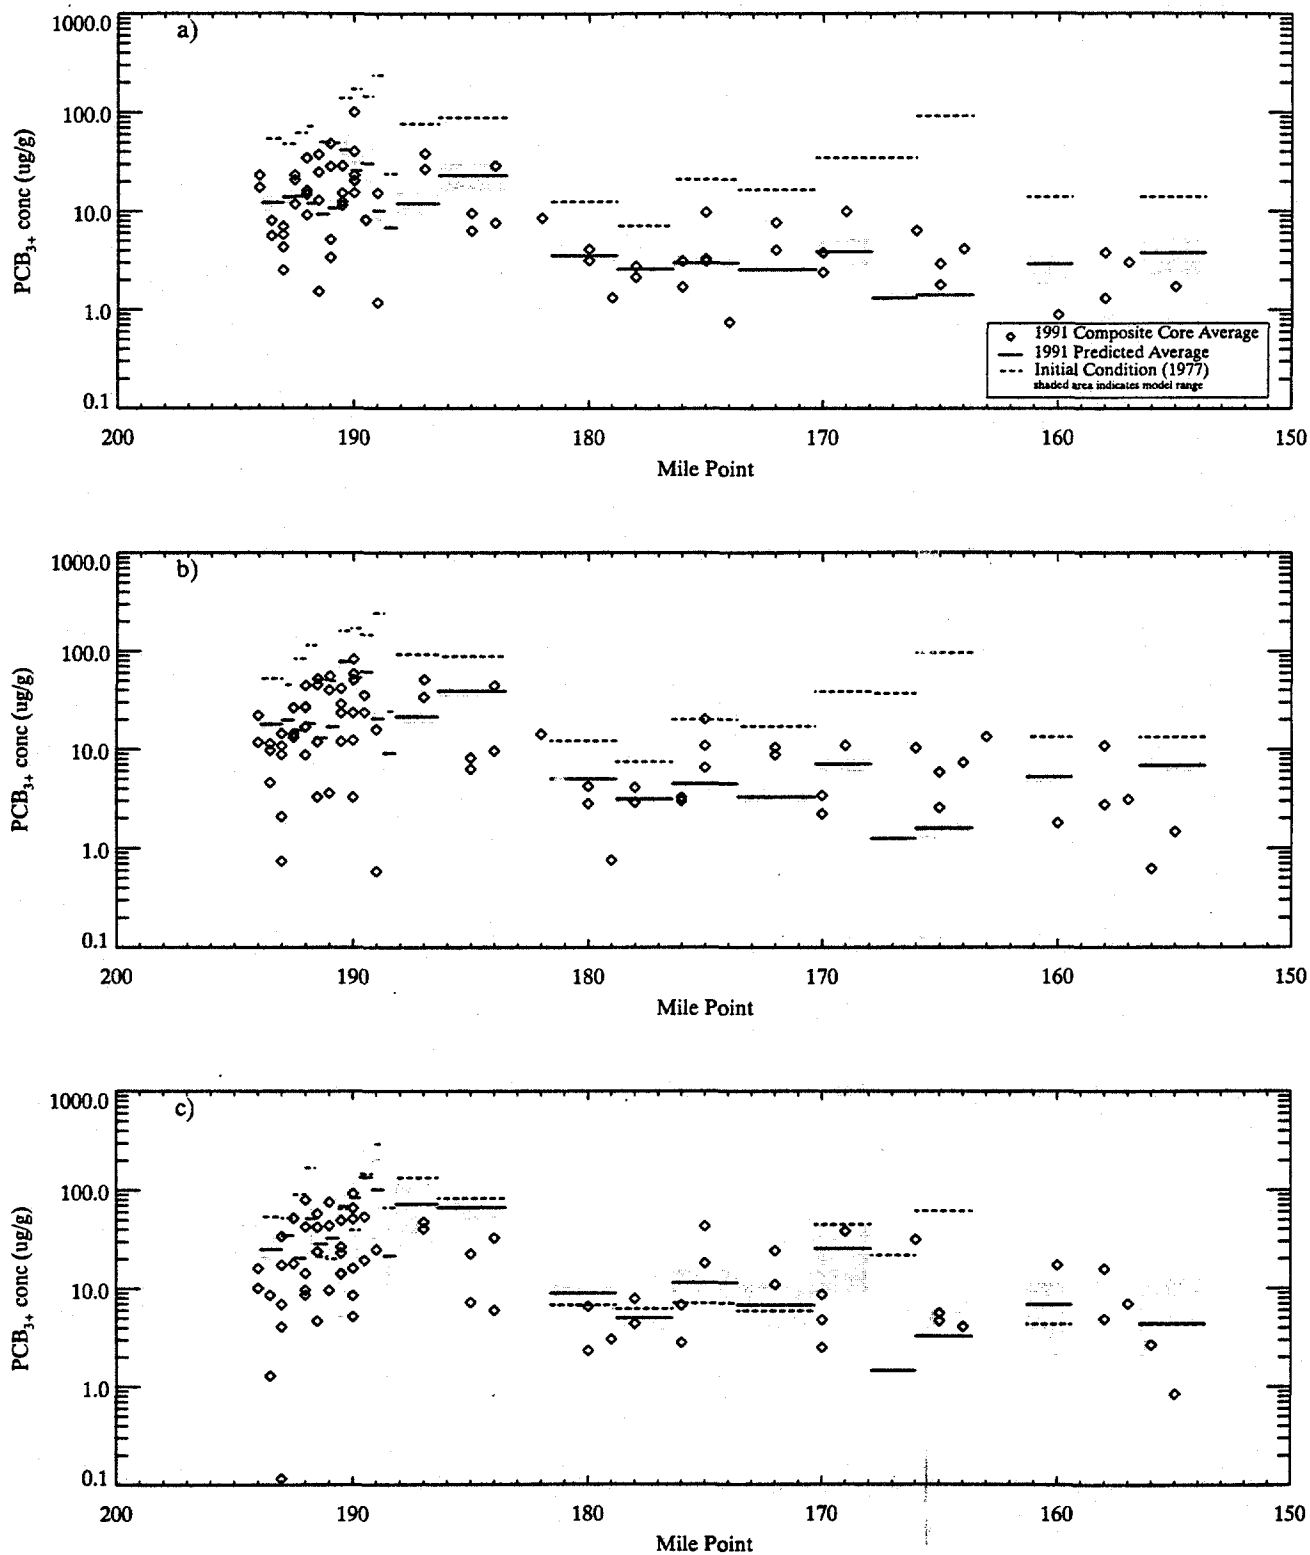 a)
1000.0
100.0
10.0
1.0
0.1
PCB3+ conc (ug/g)
1991 Composite Core Average
1991 Predicted Average
Initial Condition (1977)
shaded area indicates model range
200 190 180 170 160 150
Mile Point
b)
1000.0
100.0
10.0
1.0
0.1
PCB3+ conc (ug/g)
200 190 180 170 160 150
Mile Point
c)
1000.0
100.0
10.0
1.0
0.1
PCB3+ conc (ug/g)
200 190 180 170 160 150
Mile Point